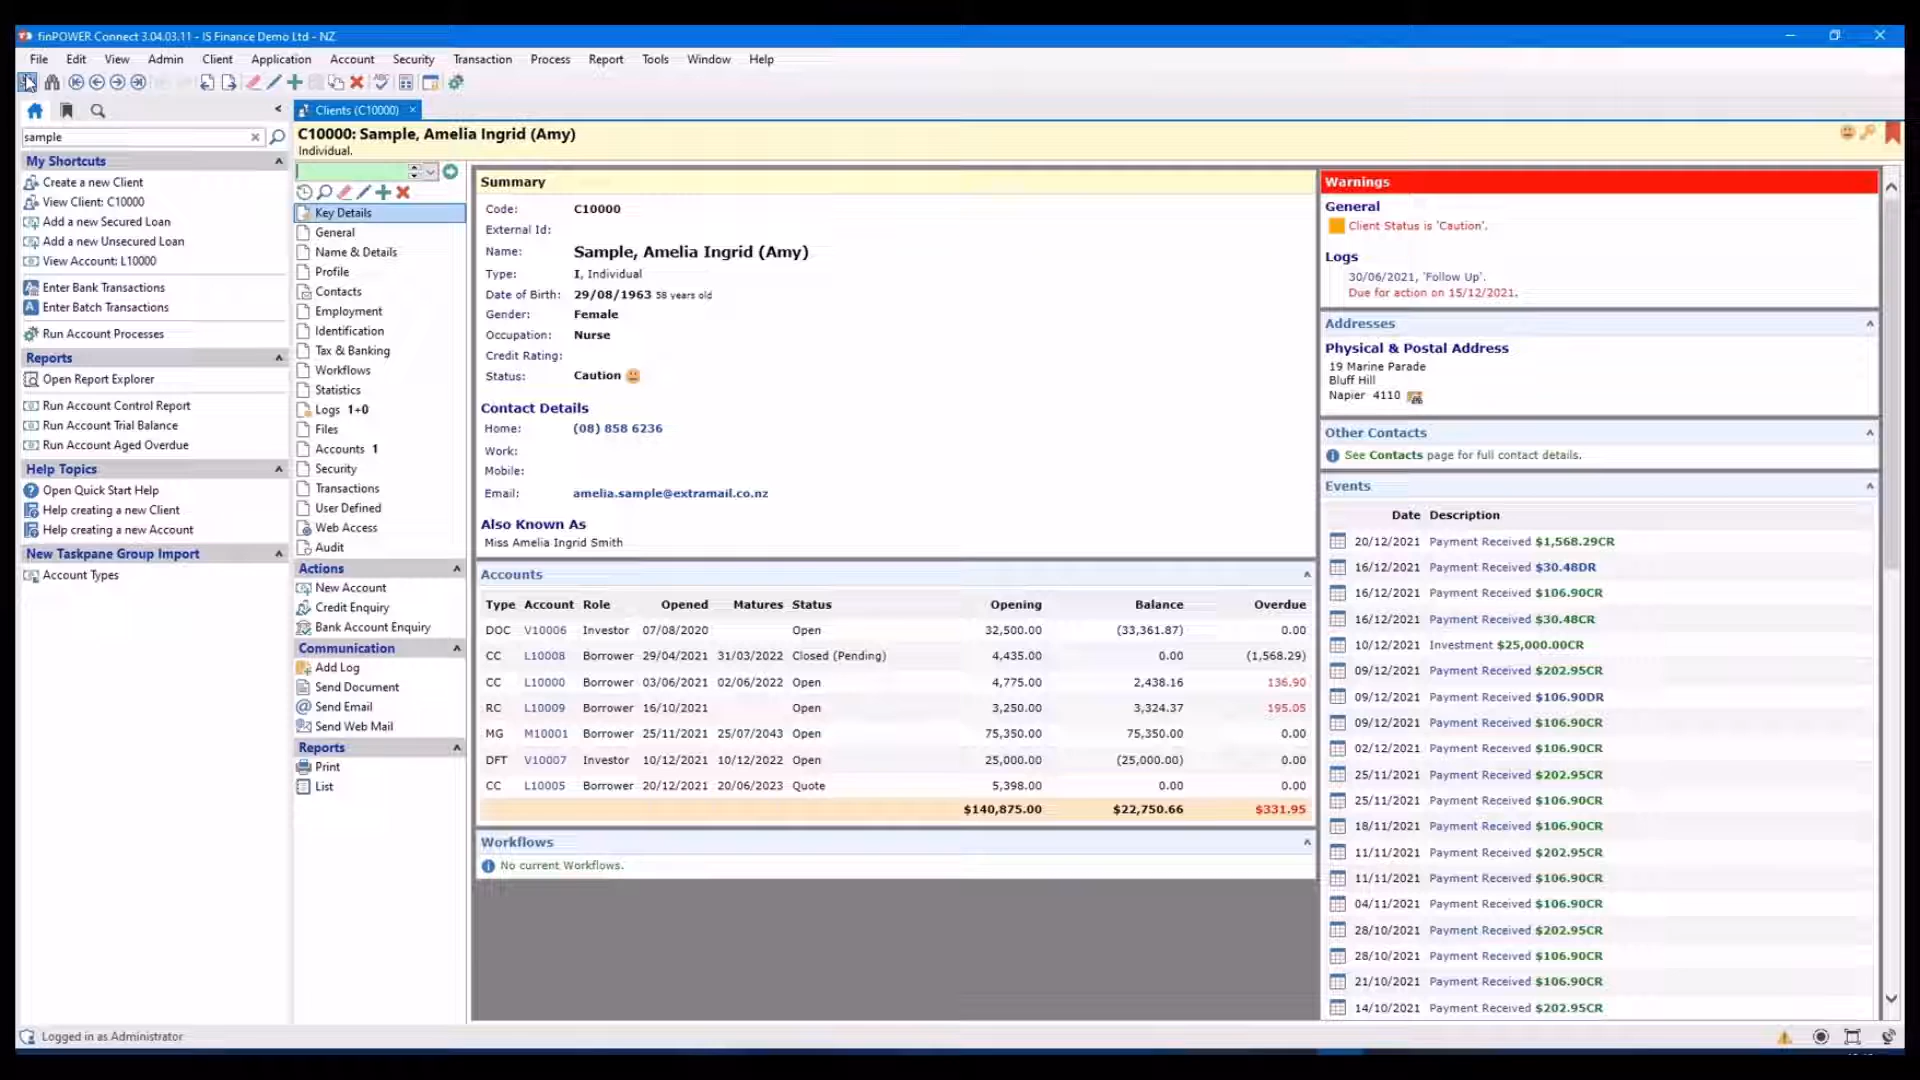 finPOWER Connect 3.04.03.11 - IS Finance Demo Ltd - NZ
File Edit View Admin Client Application Account Security Transaction Process Report Tools Window Help
Clients (C10000)
sample
My Shortcuts
Create a new Client
View Client: C10000
Add a new Secured Loan
Add a new Unsecured Loan
View Account: L10000
Enter Bank Transactions
Enter Batch Transactions
Run Account Processes
Reports
Open Report Explorer
Run Account Control Report
Run Account Trial Balance
Run Account Aged Overdue
Help Topics
Open Quick Start Help
Help creating a new Client
Help creating a new Account
New Taskpane Group Import
Account Types
C10000: Sample, Amelia Ingrid (Amy)
Individual.
Key Details
General
Name & Details
Profile
Contacts
Employment
Identification
Tax & Banking
Workflows
Statistics
Logs 1+0
Files
Accounts 1
Security
Transactions
User Defined
Web Access
Audit
Actions
New Account
Credit Enquiry
Bank Account Enquiry
Communication
Add Log
Send Document
Send Email
Send Web Mail
Reports
Print
List
Summary
Code: C10000
External Id:
Name: Sample, Amelia Ingrid (Amy)
Type: I, Individual
Date of Birth: 29/08/1963 58 years old
Gender: Female
Occupation: Nurse
Credit Rating:
Status: Caution
Contact Details
Home: (08) 858 6236
Work:
Mobile:
Email: amelia.sample@extramail.co.nz
Also Known As
Miss Amelia Ingrid Smith
Accounts
Type Account Role Opened Matures Status Opening Balance Overdue
DOC V10006 Investor 07/08/2020 Open 32,500.00 (33,361.87) 0.00
CC L10008 Borrower 29/04/2021 31/03/2022 Closed (Pending) 4,435.00 0.00 (1,568.29)
CC L10000 Borrower 03/06/2021 02/06/2022 Open 4,775.00 2,438.16 136.90
RC L10009 Borrower 16/10/2021 Open 3,250.00 3,324.37 195.05
MG M10001 Borrower 25/11/2021 25/07/2043 Open 75,350.00 75,350.00 0.00
DFT V10007 Investor 10/12/2021 10/12/2022 Open 25,000.00 (25,000.00) 0.00
CC L10005 Borrower 20/12/2021 20/06/2023 Quote 5,398.00 0.00 0.00
$140,875.00 $22,750.66 $331.95
Workflows
No current Workflows.
Warnings
General
Client Status is 'Caution'.
Logs
30/06/2021, 'Follow Up'.
Due for action on 15/12/2021.
Addresses
Physical & Postal Address
19 Marine Parade
Bluff Hill
Napier 4110
Other Contacts
See Contacts page for full contact details.
Events
Date Description
20/12/2021 Payment Received $1,568.29CR
16/12/2021 Payment Received $30.48DR
16/12/2021 Payment Received $106.90CR
16/12/2021 Payment Received $30.48CR
10/12/2021 Investment $25,000.00CR
09/12/2021 Payment Received $202.95CR
09/12/2021 Payment Received $106.90DR
09/12/2021 Payment Received $106.90CR
02/12/2021 Payment Received $106.90CR
25/11/2021 Payment Received $202.95CR
25/11/2021 Payment Received $106.90CR
18/11/2021 Payment Received $106.90CR
11/11/2021 Payment Received $202.95CR
11/11/2021 Payment Received $106.90CR
04/11/2021 Payment Received $106.90CR
28/10/2021 Payment Received $202.95CR
28/10/2021 Payment Received $106.90CR
21/10/2021 Payment Received $106.90CR
14/10/2021 Payment Received $202.95CR
Logged in as Administrator